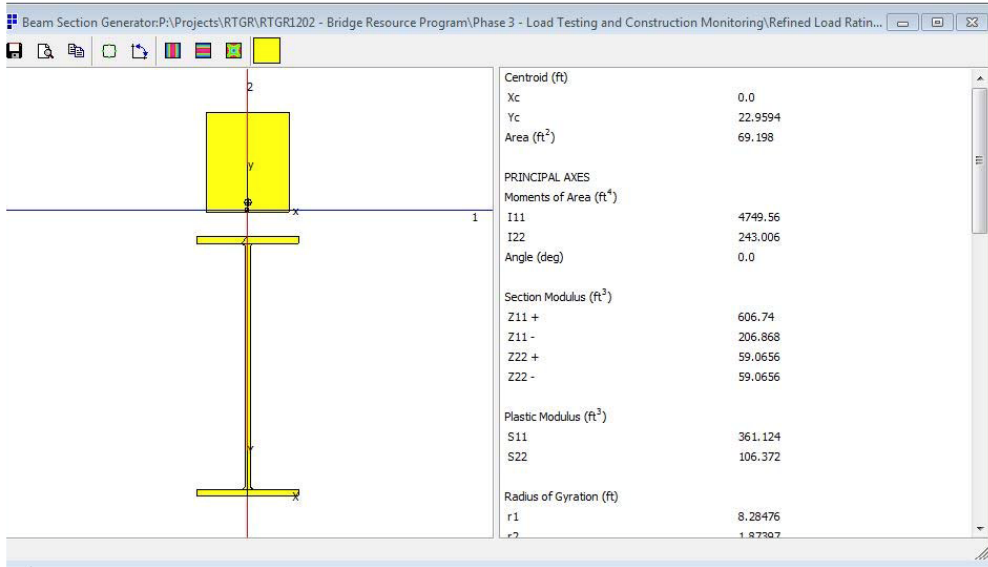 Beam Section Generator:P:\Projects\RTGR\RTGR1202 - Bridge Resource Program\Phase 3 - Load Testing and Construction Monitoring\Refined Load Ratin...
2
y
x
1
Y
X
Centroid (ft)
Xc 0.0
Yc 22.9594
Area (ft²) 69.198
PRINCIPAL AXES
Moments of Area (ft⁴)
I11 4749.56
I22 243.006
Angle (deg) 0.0
Section Modulus (ft³)
Z11 + 606.74
Z11 - 206.868
Z22 + 59.0656
Z22 - 59.0656
Plastic Modulus (ft³)
S11 361.124
S22 106.372
Radius of Gyration (ft)
r1 8.28476
r2 1.87397